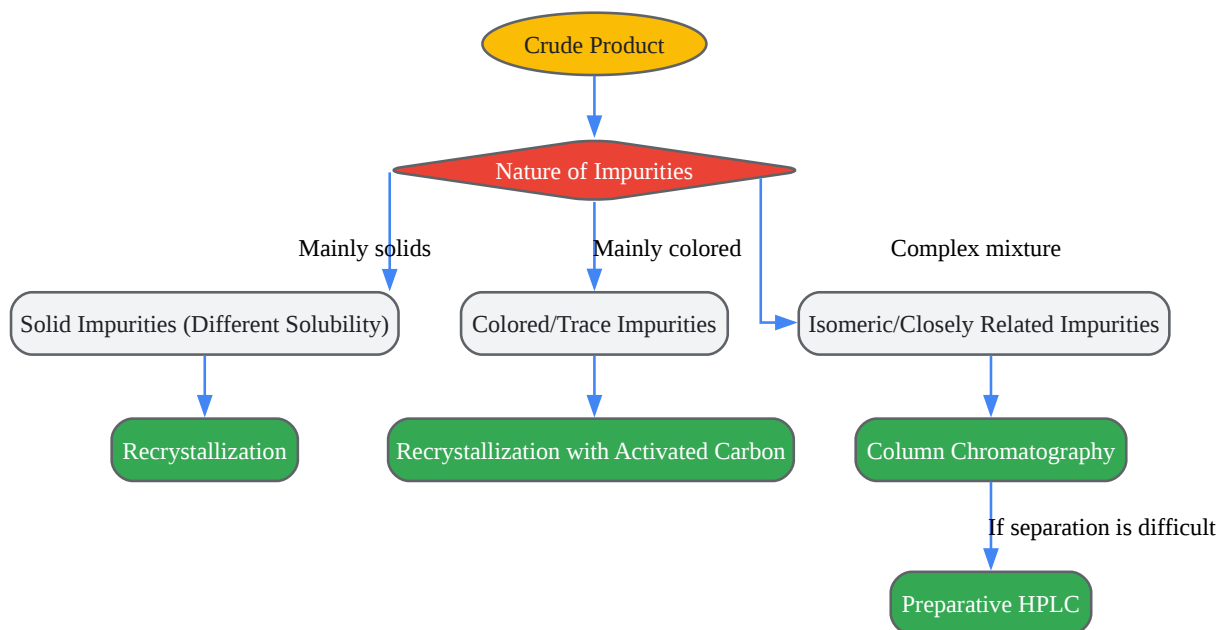 Crude Product
Nature of Impurities
Mainly solids
Mainly colored
Complex mixture
Solid Impurities (Different Solubility)
Colored/Trace Impurities
Isomeric/Closely Related Impurities
Recrystallization
Recrystallization with Activated Carbon
Column Chromatography
If separation is difficult
Preparative HPLC